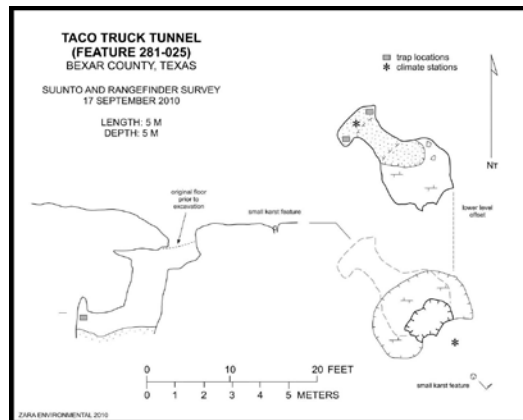 TACO TRUCK TUNNEL
(FEATURE 281-025)
BEXAR COUNTY, TEXAS
SUUNTO AND RANGEFINDER SURVEY
17 SEPTEMBER 2010
LENGTH: 5 M
DEPTH: 5 M
trap locations
climate stations
NT
original floor
prior to
excavation
small karst feature
lower level
offset
0 10 20 FEET
0 1 2 3 4 5 METERS
small karst feature
ZARA ENVIRONMENTAL 2010